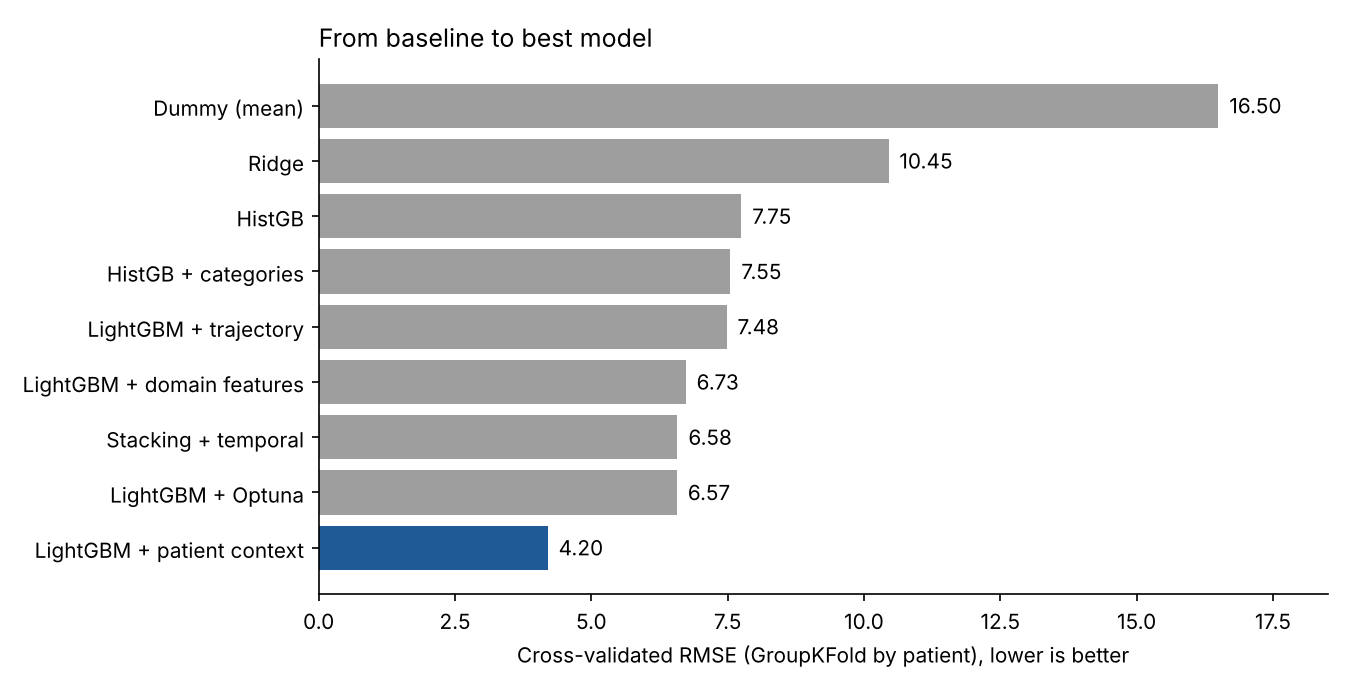 From baseline to best model
Dummy (mean) 16.50
Ridge 10.45
HistGB 7.75
HistGB + categories 7.55
LightGBM + trajectory 7.48
LightGBM + domain features 6.73
Stacking + temporal 6.58
LightGBM + Optuna 6.57
LightGBM + patient context 4.20
0.0 2.5 5.0 7.5 10.0 12.5 15.0 17.5
Cross-validated RMSE (GroupKFold by patient), lower is better